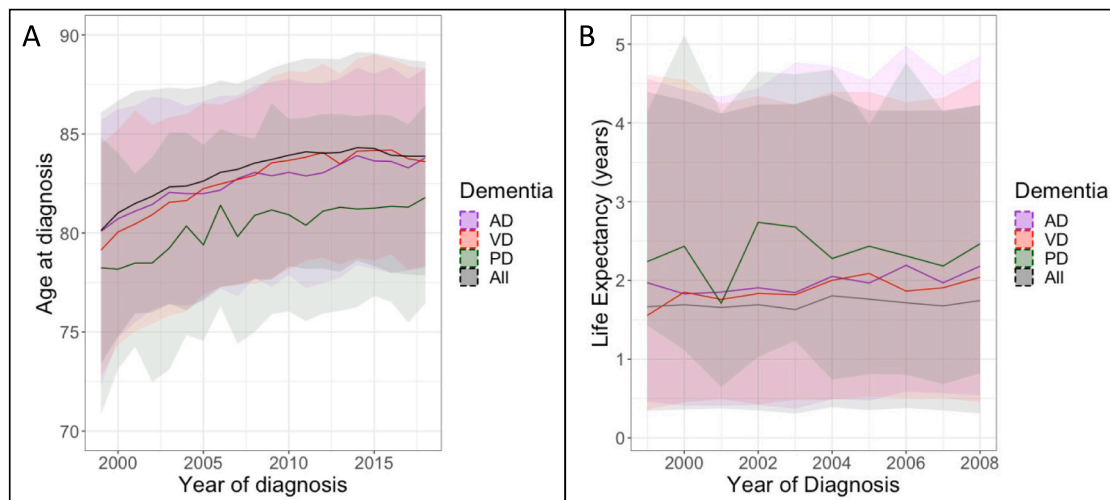 A
90
85
80
75
70
Age at diagnosis
2000
2005
2010
2015
Year of diagnosis
Dementia
AD
VD
PD
All
B
5
4
3
2
1
0
Life Expectancy (years)
2000
2002
2004
2006
2008
Year of Diagnosis
Dementia
AD
VD
PD
All